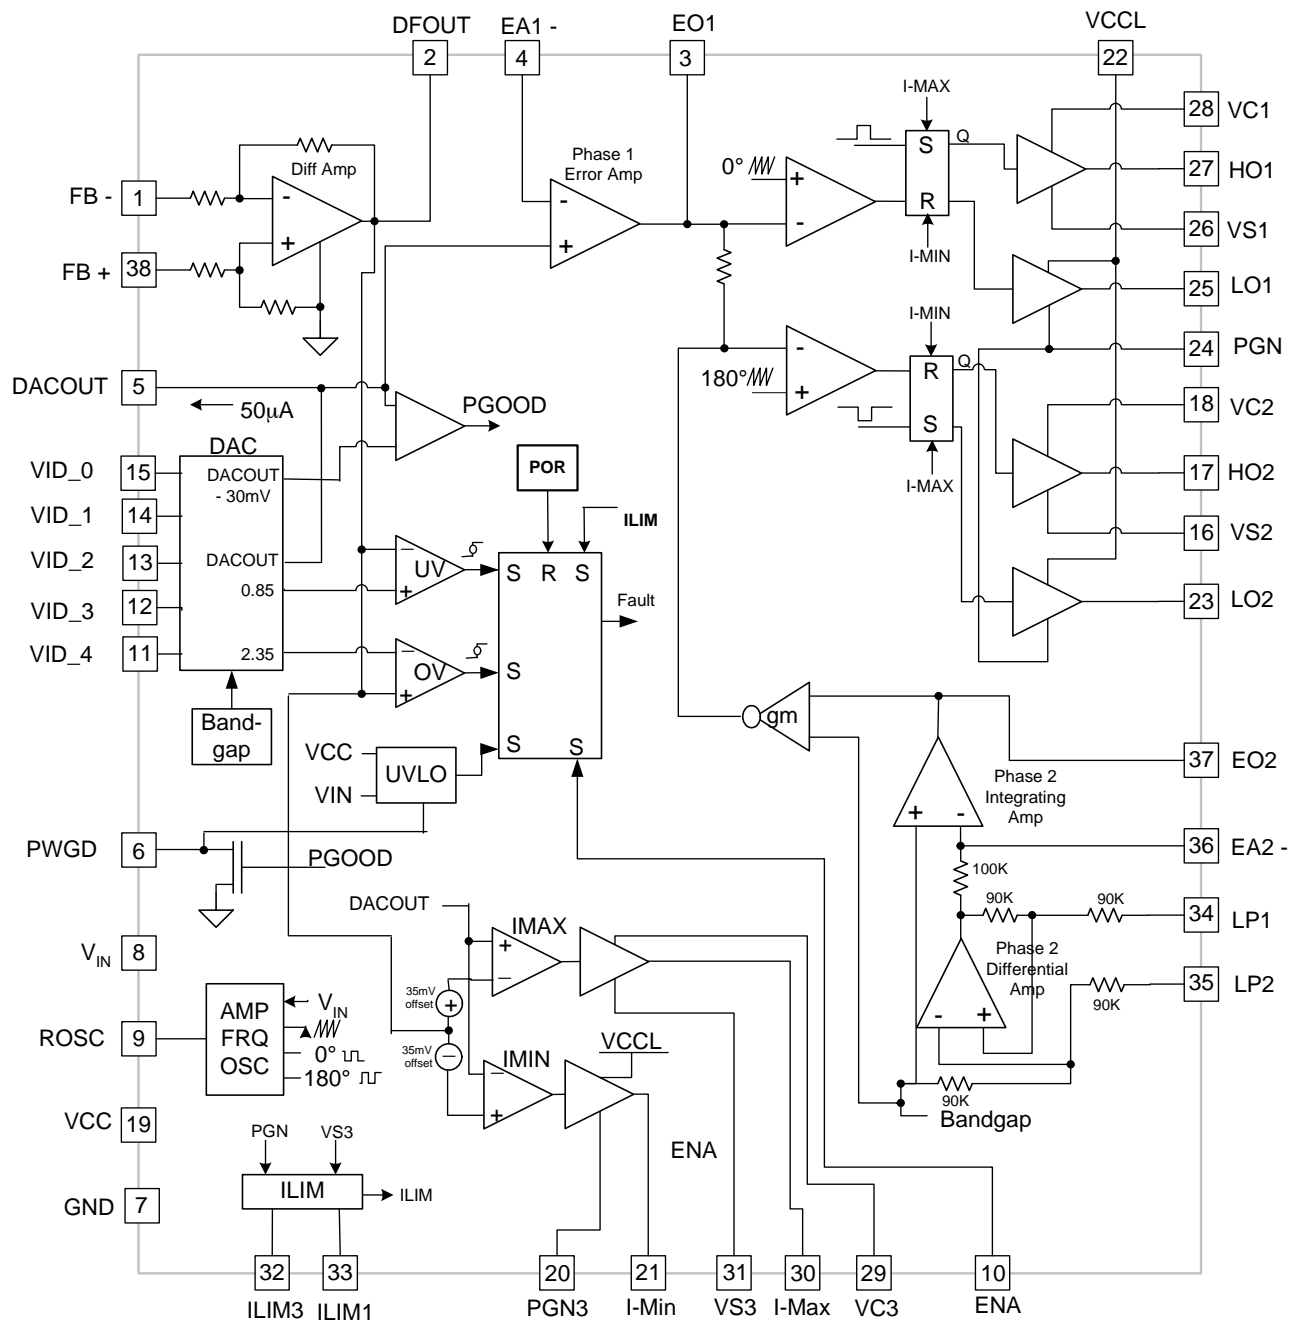 DFOUT
EA1 -
EO1
VCCL
2
4
3
22
I-MAX
28
VC1
S
Q
Phase 1
Error Amp
Diff Amp
0°
+
-
R
27
HO1
FB -
1
-
-
I-MIN
26
VS1
FB +
38
+
+
25
LO1
I-MIN
24
PGN
-
+
180°
R
Q
S
I-MAX
DACOUT
5
50µA
PGOOD
18
VC2
DAC
DACOUT
- 30mV
DACOUT
0.85
2.35
VID_0
15
VID_1
14
VID_2
13
VID_3
12
VID_4
11
POR
ILIM
17
HO2
16
VS2
23
LO2
−
UV
+
S
R
S
Fault
−
OV
+
S
S
S
Band-
gap
VCC
UVLO
VIN
gm
37
EO2
Phase 2
Integrating
Amp
+
-
36
EA2 -
PWGD
6
PGOOD
100K
90K
90K
34
LP1
DACOUT
IMAX
+
−
Phase 2
Differential
Amp
-
+
90K
35
LP2
V<sub>IN</sub>
8
35mV
offset
+
35mV
offset
−
AMP
FRQ
OSC
V<sub>IN</sub>
0°
180°
ROSC
9
VCCL
IMIN
−
+
90K
Bandgap
VCC
19
PGN
VS3
ENA
ILIM
ILIM
GND
7
32
33
20
21
31
30
29
10
ILIM3
ILIM1
PGN3
I-Min
VS3
I-Max
VC3
ENA